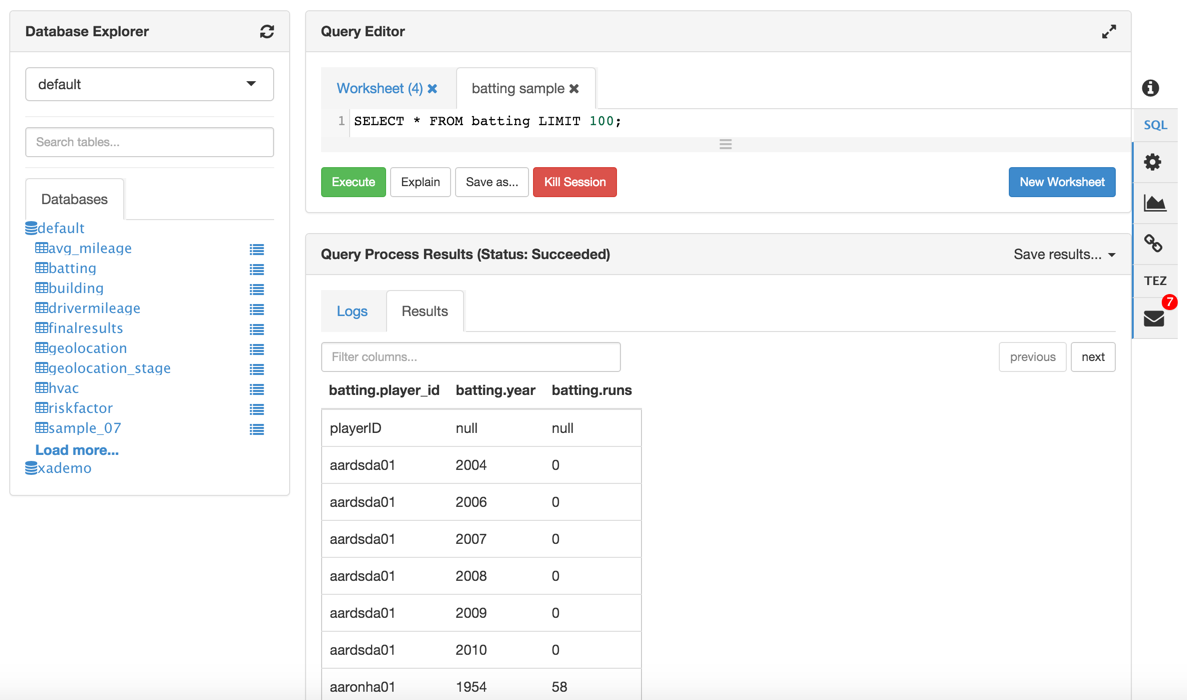 Database Explorer
default
Search tables...
Databases
default
avg_mileage
batting
building
drivermileage
finalresults
geolocation
geolocation_stage
hvac
riskfactor
sample_07
Load more...
xademo
Query Editor
Worksheet (4) batting sample
1 SELECT * FROM batting LIMIT 100;
Execute Explain Save as... Kill Session New Worksheet
Query Process Results (Status: Succeeded) Save results...
Logs Results
Filter columns... previous next
batting.player_id batting.year batting.runs
playerID null null
aardsda01 2004 0
aardsda01 2006 0
aardsda01 2007 0
aardsda01 2008 0
aardsda01 2009 0
aardsda01 2010 0
aaronha01 1954 58
SQL
TEZ
7